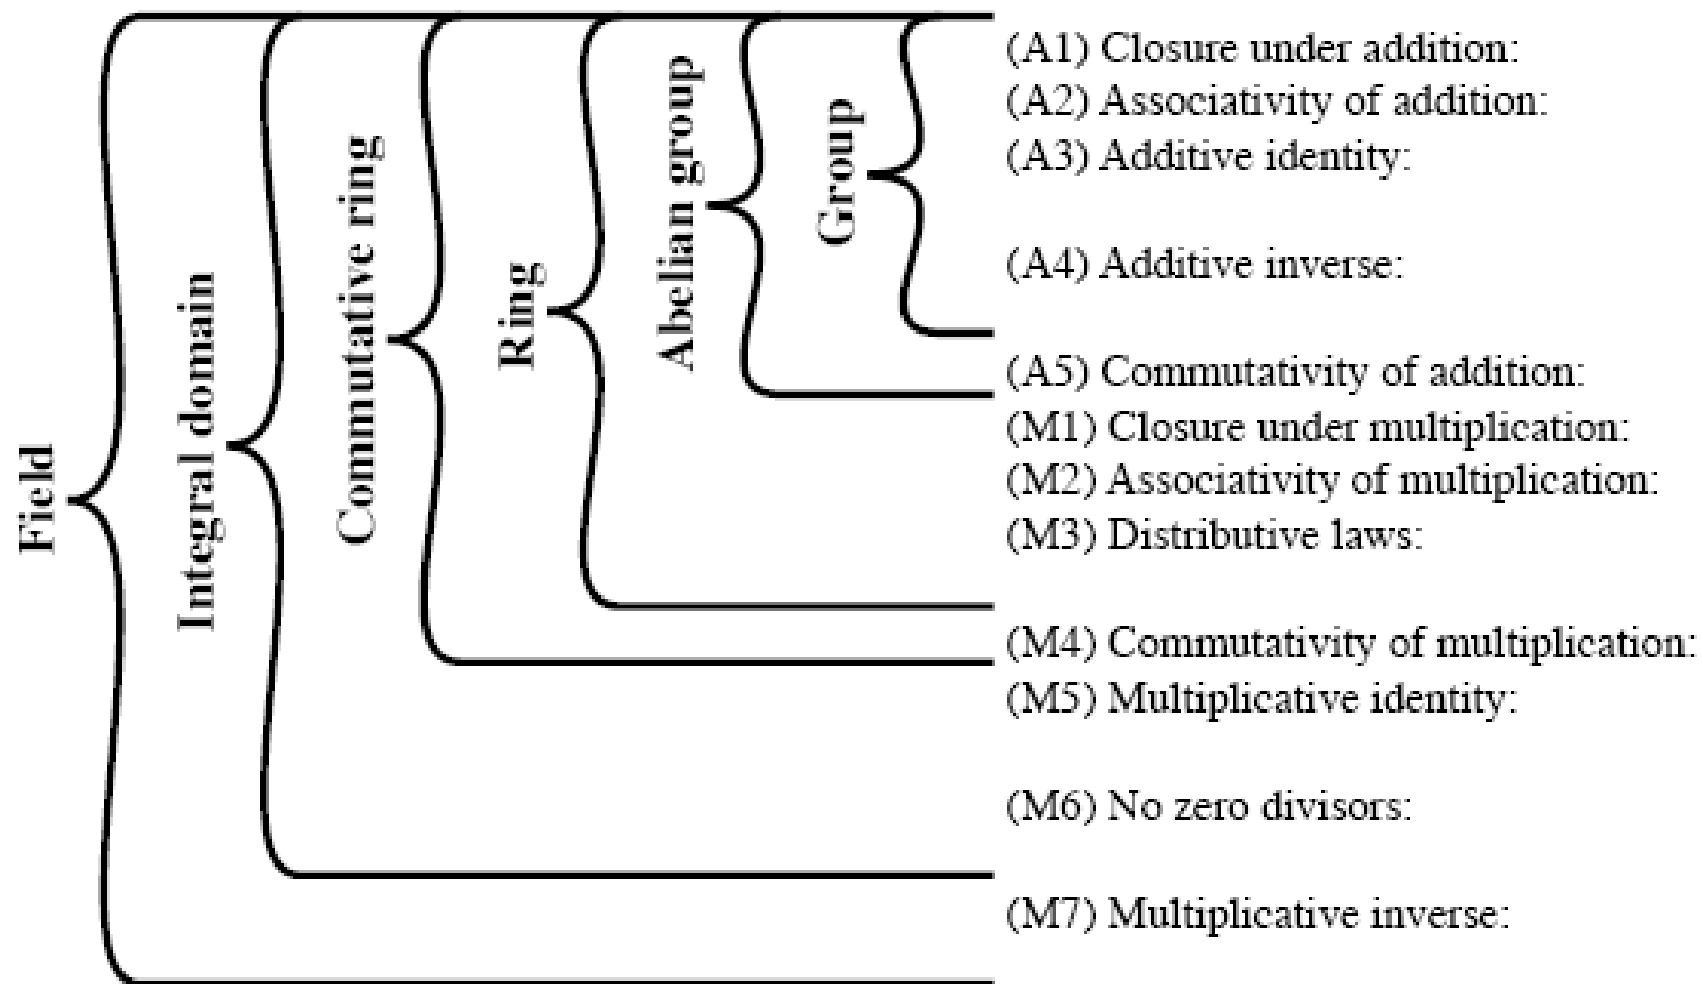 Field
Integral domain
Commutative ring
Ring
Abelian group
Group
(A1) Closure under addition:
(A2) Associativity of addition:
(A3) Additive identity:
(A4) Additive inverse:
(A5) Commutativity of addition:
(M1) Closure under multiplication:
(M2) Associativity of multiplication:
(M3) Distributive laws:
(M4) Commutativity of multiplication:
(M5) Multiplicative identity:
(M6) No zero divisors:
(M7) Multiplicative inverse: